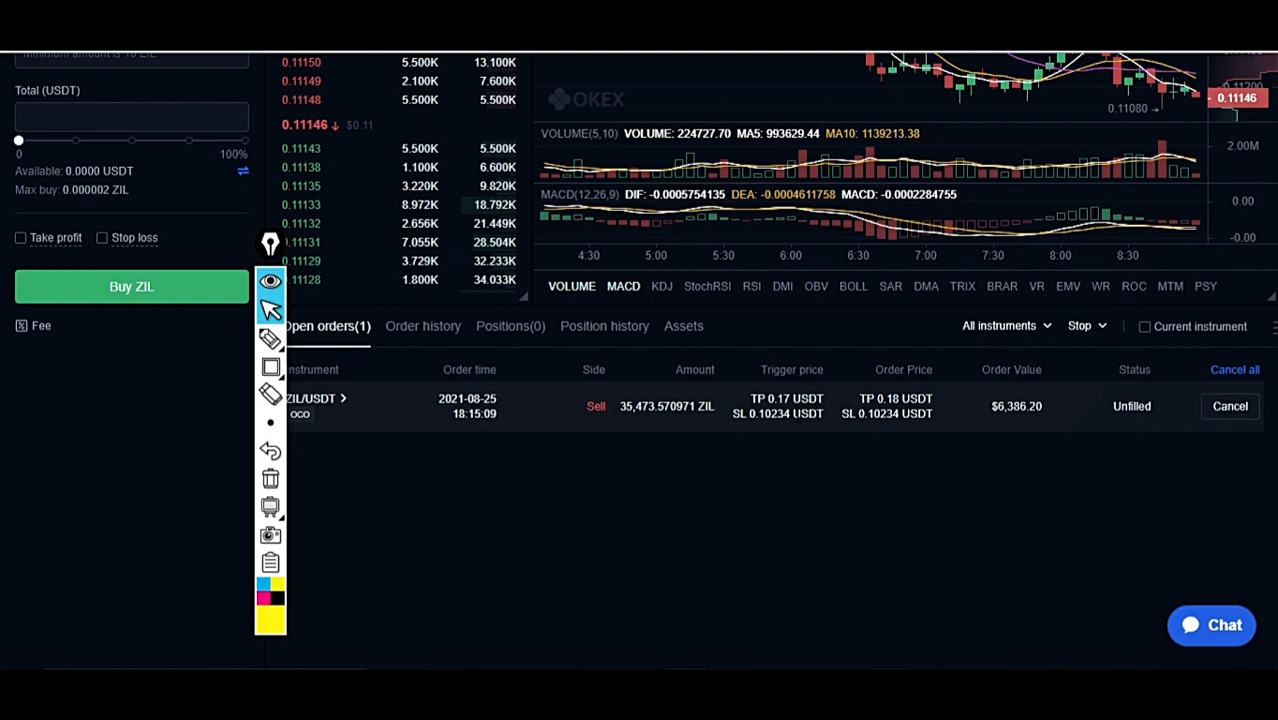 Total (USDT)
0
100%
Available: 0.0000 USDT
Max buy: 0.000002 ZIL
Take profit
Stop loss
Buy ZIL
Fee
0.11150 5.500K 13.100K
0.11149 2.100K 7.600K
0.11148 5.500K 5.500K
0.11146 ↓ $0.11
0.11143 5.500K 5.500K
0.11138 1.100K 6.600K
0.11135 3.220K 9.820K
0.11133 8.972K 18.792K
0.11132 2.656K 21.449K
.11131 7.055K 28.504K
0.11129 3.729K 32.233K
0.11128 1.800K 34.033K
OKEX
0.11080
0.11200
0.11146
VOLUME(5,10) VOLUME: 224727.70 MA5: 993629.44 MA10: 1139213.38
2.00M
MACD(12,26,9) DIF: -0.0005754135 DEA: -0.0004611758 MACD: -0.0002284755
0.00
-0.00
4:30 5:00 5:30 6:00 6:30 7:00 7:30 8:00 8:30
VOLUME MACD KDJ StochRSI RSI DMI OBV BOLL SAR DMA TRIX BRAR VR EMV WR ROC MTM PSY
Open orders(1) Order history Positions(0) Position history Assets
All instruments Stop Current instrument
nstrument Order time Side Amount Trigger price Order Price Order Value Status Cancel all
ZIL/USDT 2021-08-25 Sell 35,473.570971 ZIL TP 0.17 USDT TP 0.18 USDT $6,386.20 Unfilled Cancel
OCO 18:15:09 SL 0.10234 USDT SL 0.10234 USDT
Chat